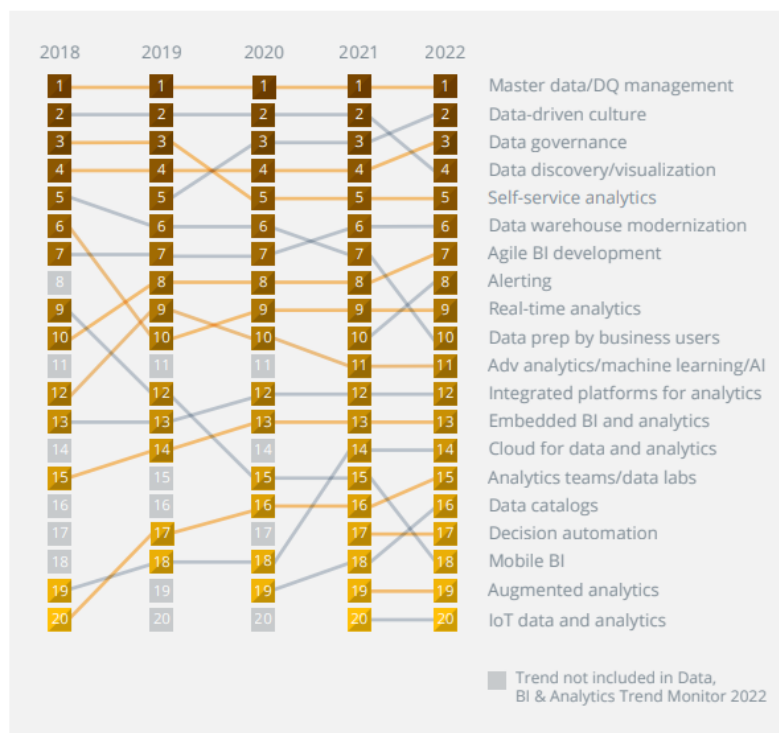 2018 2019 2020 2021 2022
1 1 1 1 1 Master data/DQ management
2 2 2 2 2 Data-driven culture
3 3 3 3 3 Data governance
4 4 4 4 4 Data discovery/visualization
5 5 5 5 5 Self-service analytics
6 6 6 6 6 Data warehouse modernization
7 7 7 7 7 Agile BI development
8 8 8 8 8 Alerting
9 9 9 9 9 Real-time analytics
10 10 10 10 10 Data prep by business users
11 11 11 11 11 Adv analytics/machine learning/AI
12 12 12 12 12 Integrated platforms for analytics
13 13 13 13 13 Embedded BI and analytics
14 14 14 14 14 Cloud for data and analytics
15 15 15 15 15 Analytics teams/data labs
16 16 16 16 16 Data catalogs
17 17 17 17 17 Decision automation
18 18 18 18 18 Mobile BI
19 19 19 19 19 Augmented analytics
20 20 20 20 20 IoT data and analytics
Trend not included in Data,
BI & Analytics Trend Monitor 2022